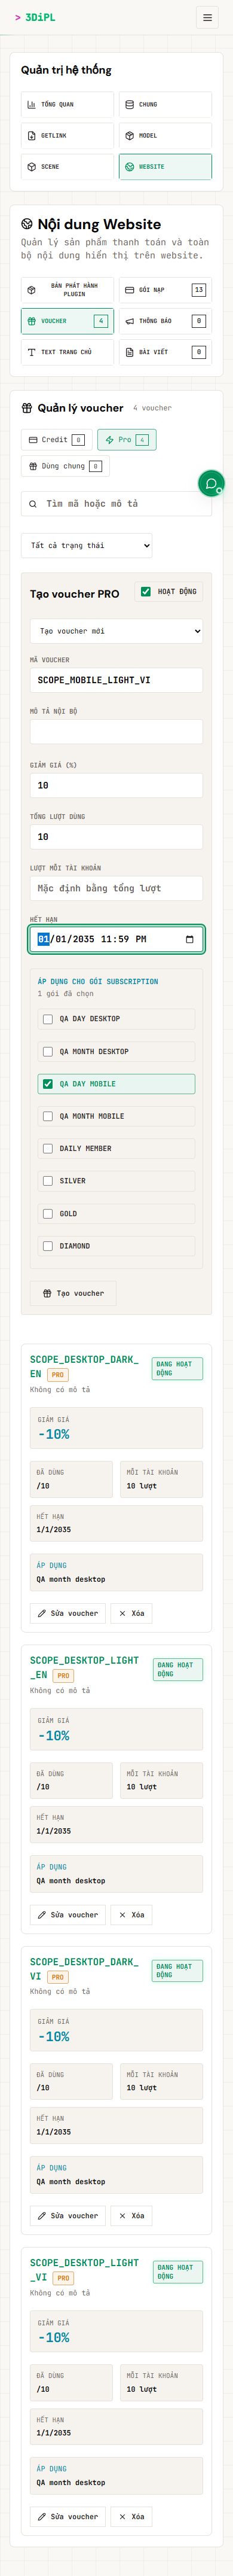 > 3DiPL
Quản trị hệ thống
TỔNG QUAN
CHUNG
GETLINK
MODEL
SCENE
WEBSITE
Nội dung Website
Quản lý sản phẩm thanh toán và toàn
bộ nội dung hiển thị trên website.
BẢN PHÁT HÀNH
PLUGIN
GÓI NẠP 13
VOUCHER 4
THÔNG BÁO 0
TEXT TRANG CHỦ
BÀI VIẾT 0
Quản lý voucher 4 voucher
Credit 0
Pro 4
Dùng chung 0
Tìm mã hoặc mô tả
Tất cả trạng thái
Tạo voucher PRO
HOẠT ĐỘNG
Tạo voucher mới
MÃ VOUCHER
SCOPE_MOBILE_LIGHT_VI
MÔ TẢ NỘI BỘ
GIẢM GIÁ (%)
10
TỔNG LƯỢT DÙNG
10
LƯỢT MỖI TÀI KHOẢN
Mặc định bằng tổng lượt
HẾT HẠN
01/01/2035 11:59 PM
ÁP DỤNG CHO GÓI SUBSCRIPTION
1 gói đã chọn
QA DAY DESKTOP
QA MONTH DESKTOP
QA DAY MOBILE
QA MONTH MOBILE
DAILY MEMBER
SILVER
GOLD
DIAMOND
Tạo voucher
SCOPE_DESKTOP_DARK_
EN PRO
ĐANG HOẠT
ĐỘNG
Không có mô tả
GIẢM GIÁ
-10%
ĐÃ DÙNG
/10
MỖI TÀI KHOẢN
10 lượt
HẾT HẠN
1/1/2035
ÁP DỤNG
QA month desktop
Sửa voucher
Xóa
SCOPE_DESKTOP_LIGHT
_EN PRO
ĐANG HOẠT
ĐỘNG
Không có mô tả
GIẢM GIÁ
-10%
ĐÃ DÙNG
/10
MỖI TÀI KHOẢN
10 lượt
HẾT HẠN
1/1/2035
ÁP DỤNG
QA month desktop
Sửa voucher
Xóa
SCOPE_DESKTOP_DARK_
VI PRO
ĐANG HOẠT
ĐỘNG
Không có mô tả
GIẢM GIÁ
-10%
ĐÃ DÙNG
/10
MỖI TÀI KHOẢN
10 lượt
HẾT HẠN
1/1/2035
ÁP DỤNG
QA month desktop
Sửa voucher
Xóa
SCOPE_DESKTOP_LIGHT
_VI PRO
ĐANG HOẠT
ĐỘNG
Không có mô tả
GIẢM GIÁ
-10%
ĐÃ DÙNG
/10
MỖI TÀI KHOẢN
10 lượt
HẾT HẠN
1/1/2035
ÁP DỤNG
QA month desktop
Sửa voucher
Xóa